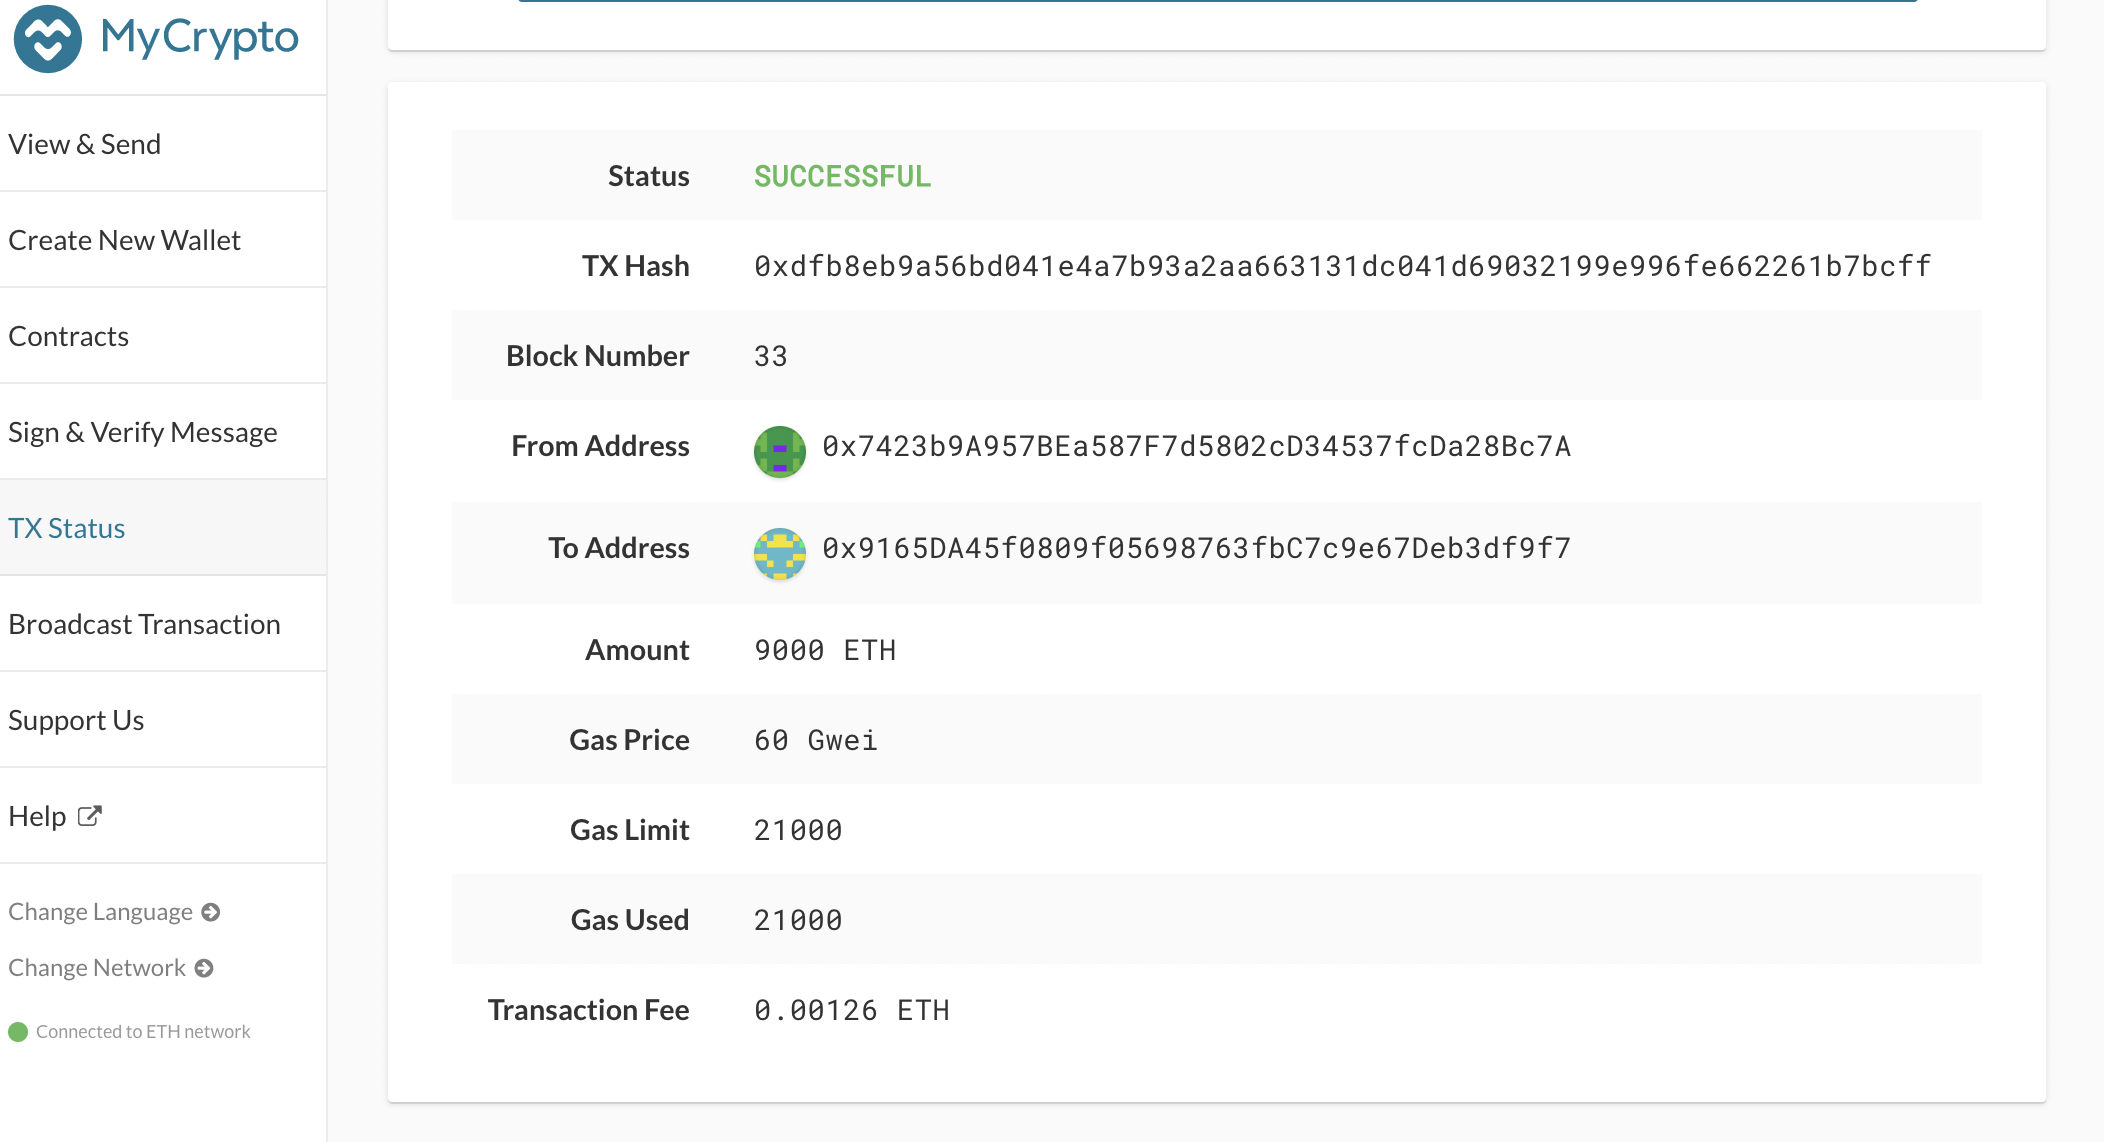 MyCrypto
View & Send
Create New Wallet
Contracts
Sign & Verify Message
TX Status
Broadcast Transaction
Support Us
Help
Change Language
Change Network
Connected to ETH network
Status SUCCESSFUL
TX Hash 0xdfb8eb9a56bd041e4a7b93a2aa663131dc041d69032199e996fe662261b7bcff
Block Number 33
From Address 0x7423b9A957BEa587F7d5802cD34537fcDa28Bc7A
To Address 0x9165DA45f0809f05698763fbC7c9e67Deb3df9f7
Amount 9000 ETH
Gas Price 60 Gwei
Gas Limit 21000
Gas Used 21000
Transaction Fee 0.00126 ETH